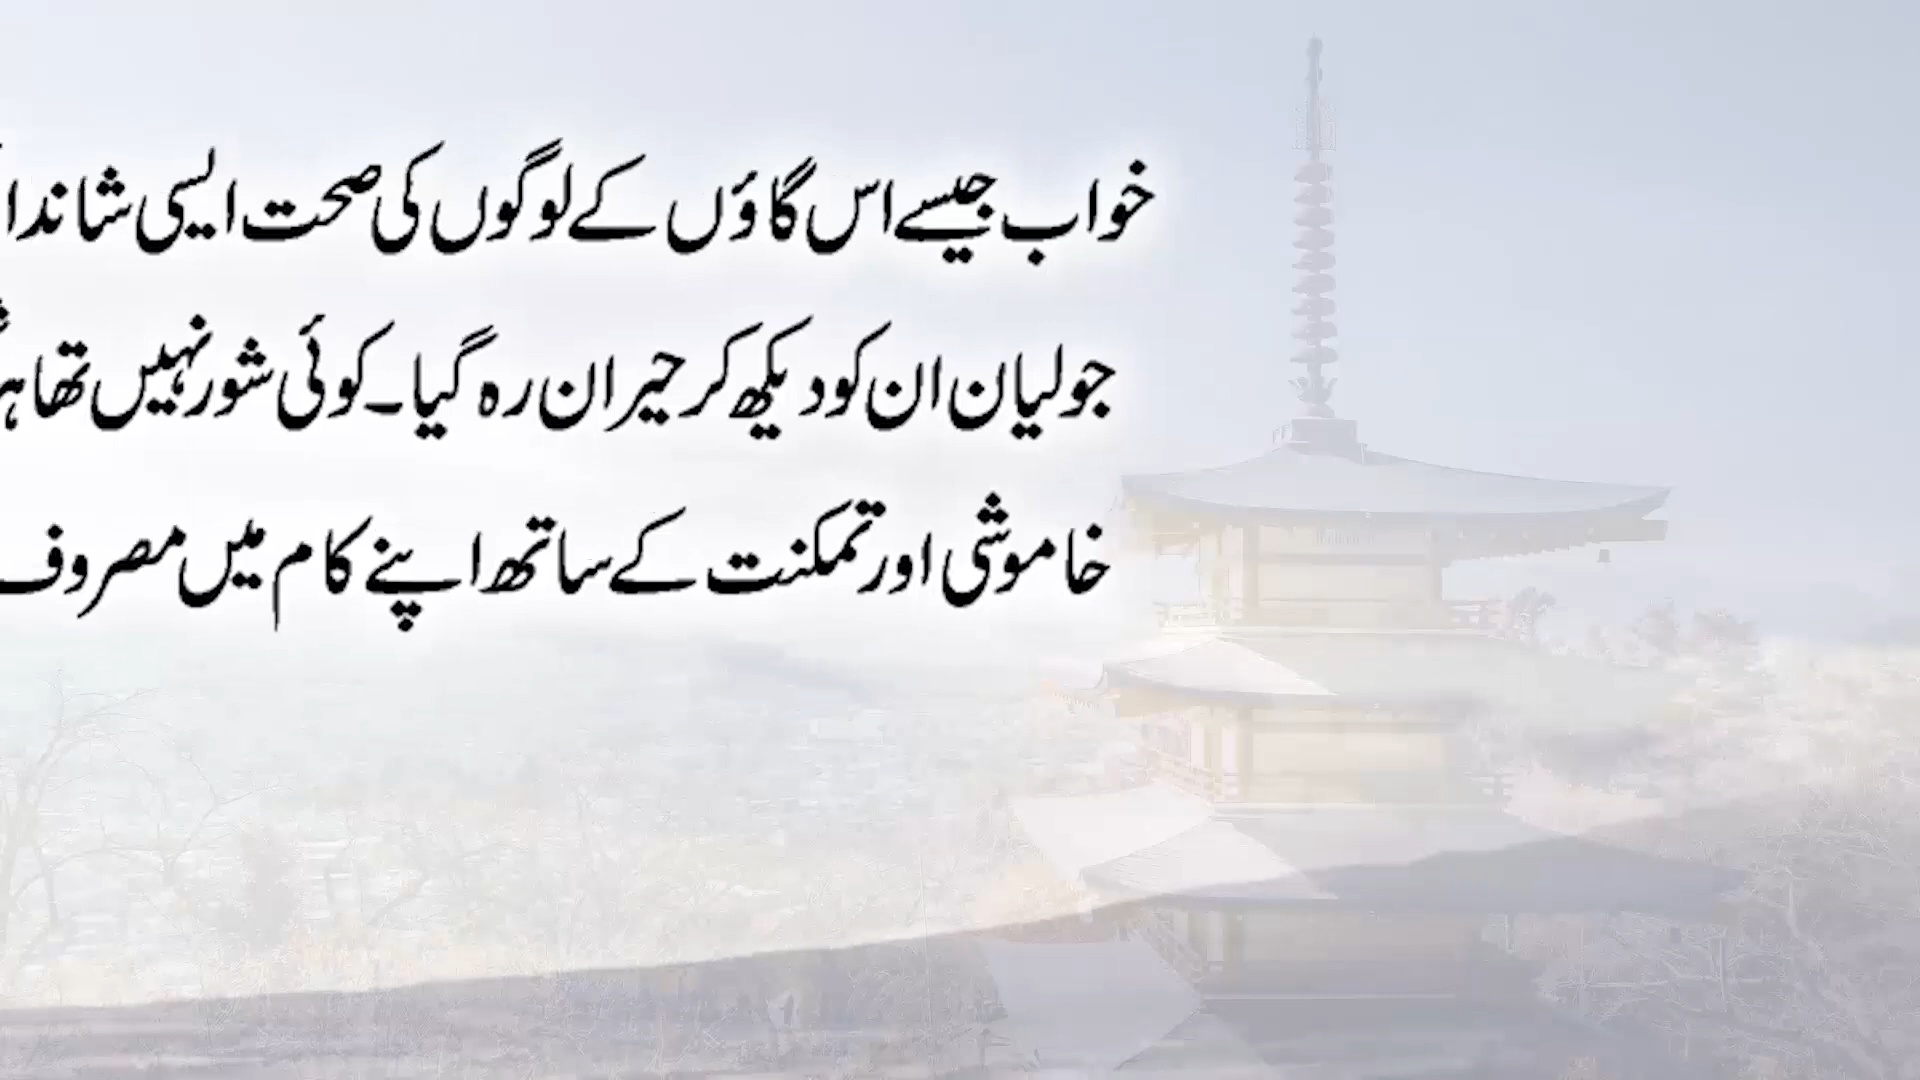 خواب جیسے اس گاؤں کے لوگوں کی صحت ایسی شاندا
جولیان ان کو دیکھ کر حیران رہ گیا۔ کوئی شور نہیں تھا
خاموشی اور تمکنت کے ساتھ اپنے کام میں مصروف